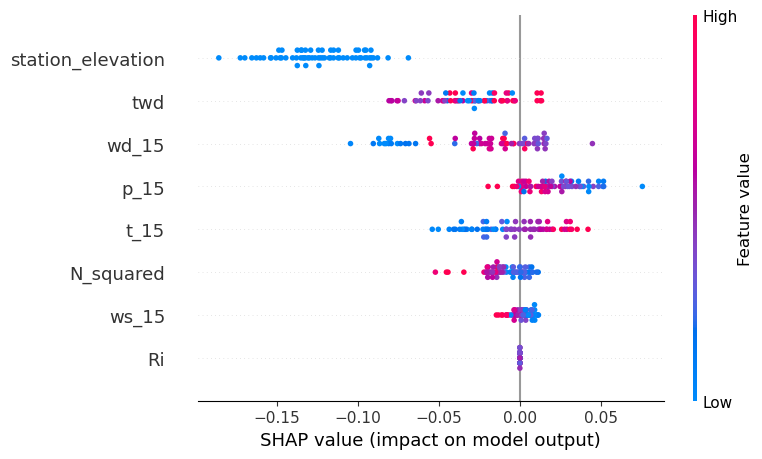 High
station_elevation
twd
wd_15
p_15
t_15
N_squared
ws_15
Ri
Feature value
Low
−0.15 −0.10 −0.05 0.00 0.05
SHAP value (impact on model output)